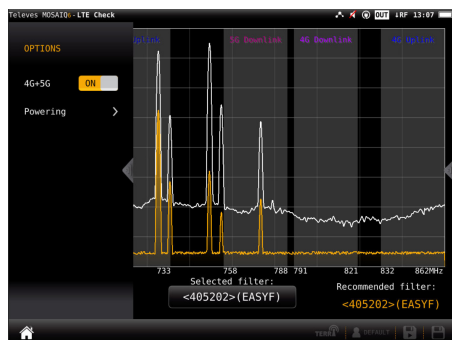 Televes MOSAIQ6-LTE Check
OUT ↓RF 13:07
OPTIONS
4G+5G ON
Powering >
5G Downlink 4G Downlink 4G Uplink
733 758 788 791 821 832 862MHz
Selected filter:
<405202>(EASYF)
Recommended filter:
<405202>(EASYF)
TERR DEFAULT